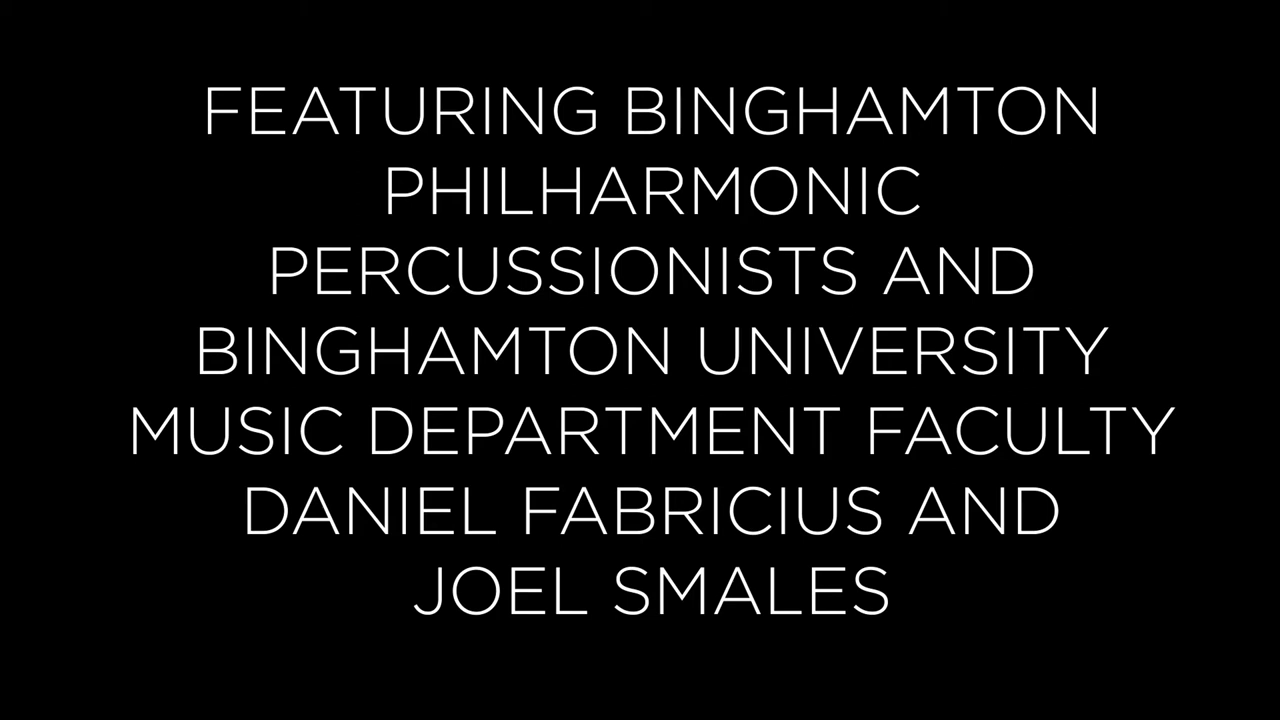 FEATURING BINGHAMTON
PHILHARMONIC
PERCUSSIONISTS AND
BINGHAMTON UNIVERSITY
MUSIC DEPARTMENT FACULTY
DANIEL FABRICIUS AND
JOEL SMALES